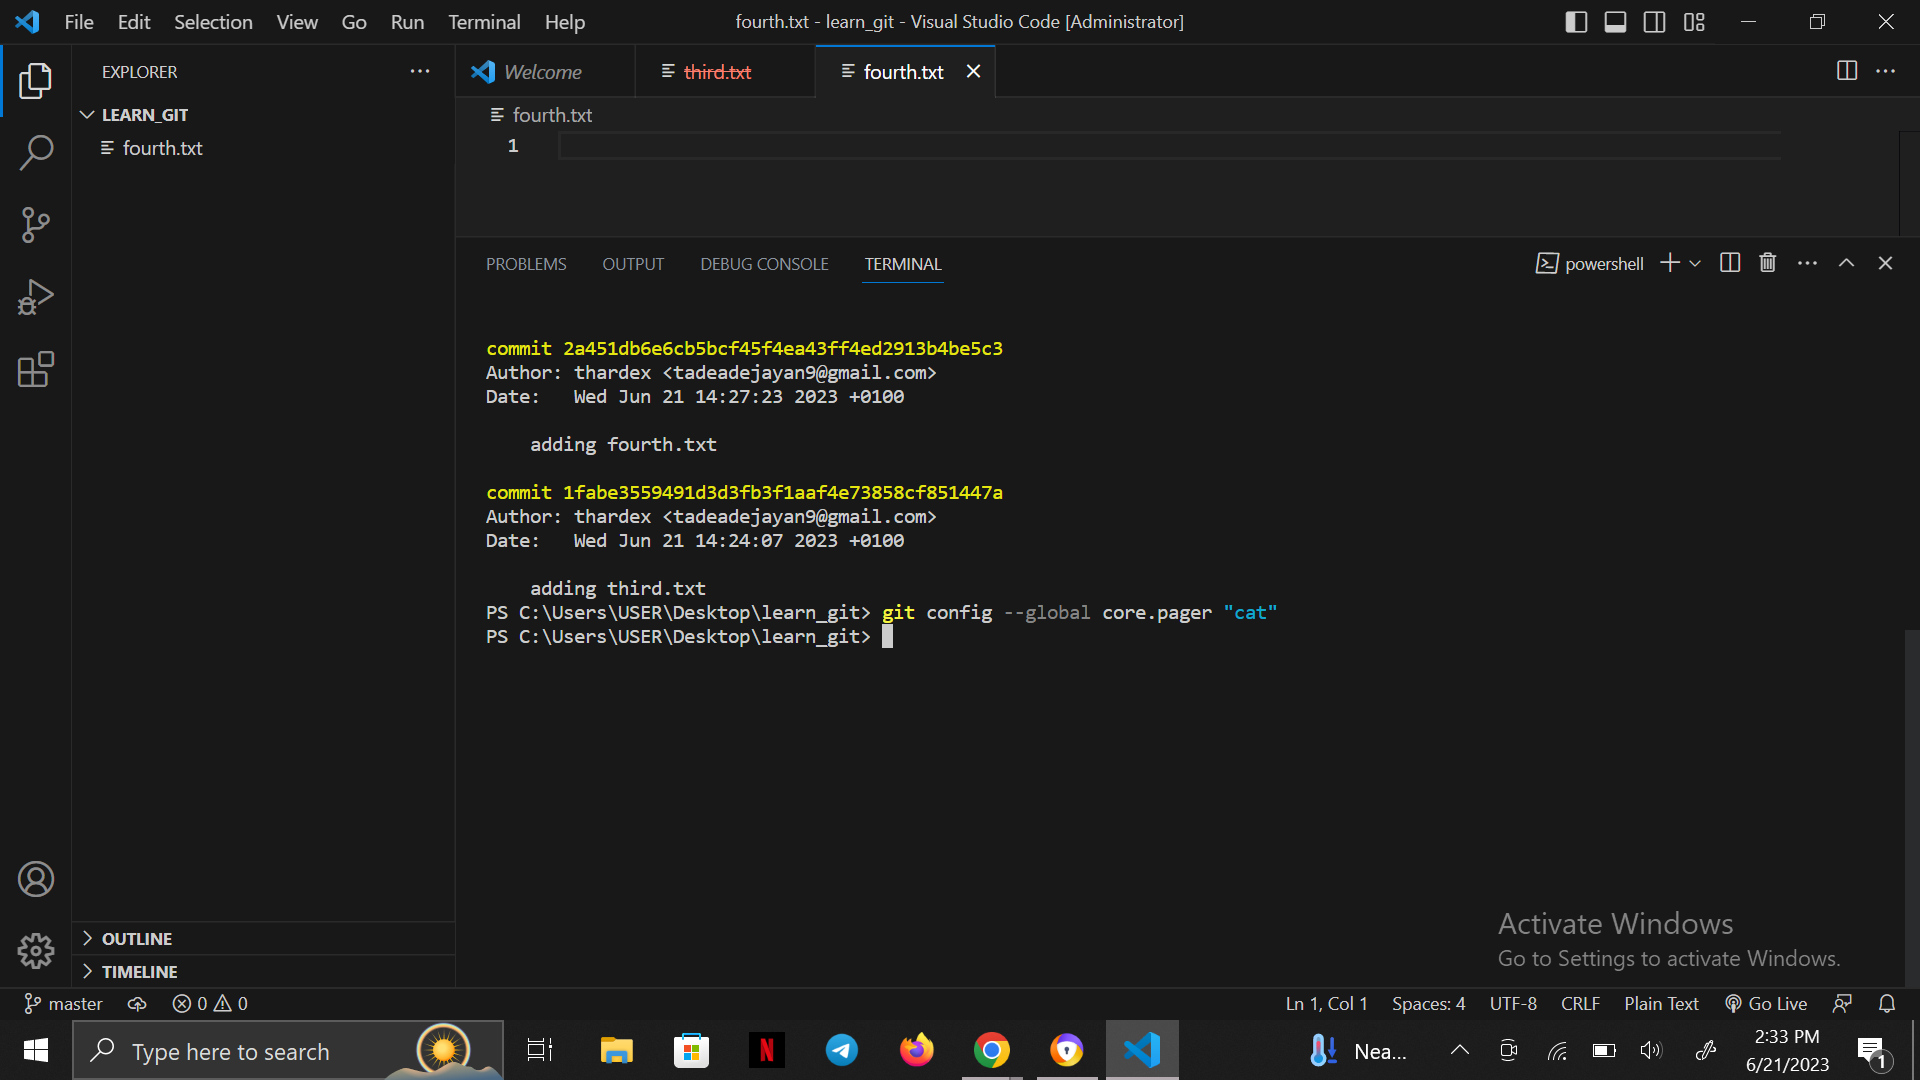 File Edit Selection View Go Run Terminal Help
fourth.txt - learn_git - Visual Studio Code [Administrator]
EXPLORER
Welcome
third.txt
fourth.txt
LEARN_GIT
fourth.txt
fourth.txt
1
PROBLEMS OUTPUT DEBUG CONSOLE TERMINAL
powershell
commit 2a451db6e6cb5bcf45f4ea43ff4ed2913b4be5c3
Author: thardex <tadeadejayan9@gmail.com>
Date:   Wed Jun 21 14:27:23 2023 +0100
    adding fourth.txt
commit 1fabe3559491d3d3fb3f1aaf4e73858cf851447a
Author: thardex <tadeadejayan9@gmail.com>
Date:   Wed Jun 21 14:24:07 2023 +0100
    adding third.txt
PS C:\Users\USER\Desktop\learn_git> git config --global core.pager "cat"
PS C:\Users\USER\Desktop\learn_git>
OUTLINE
TIMELINE
Activate Windows
Go to Settings to activate Windows.
master 0 0
Ln 1, Col 1 Spaces: 4 UTF-8 CRLF Plain Text Go Live
Type here to search
N
Nea...
2:33 PM
6/21/2023
1